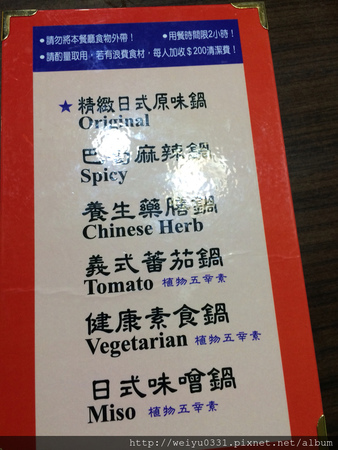 •請勿將本餐廳食物外帶！ •用餐時間限2小時！
•請酌量取用，若有浪費食材，每人加收＄200清潔費！
★精緻日式原味鍋
Original
巴蜀麻辣鍋
Spicy
養生藥膳鍋
Chinese Herb
義式蕃茄鍋
Tomato 植物五辛素
健康素食鍋
Vegetarian 植物五辛素
日式味噌鍋
Miso 植物五辛素
http://weiyu0331.pixnet.net/album